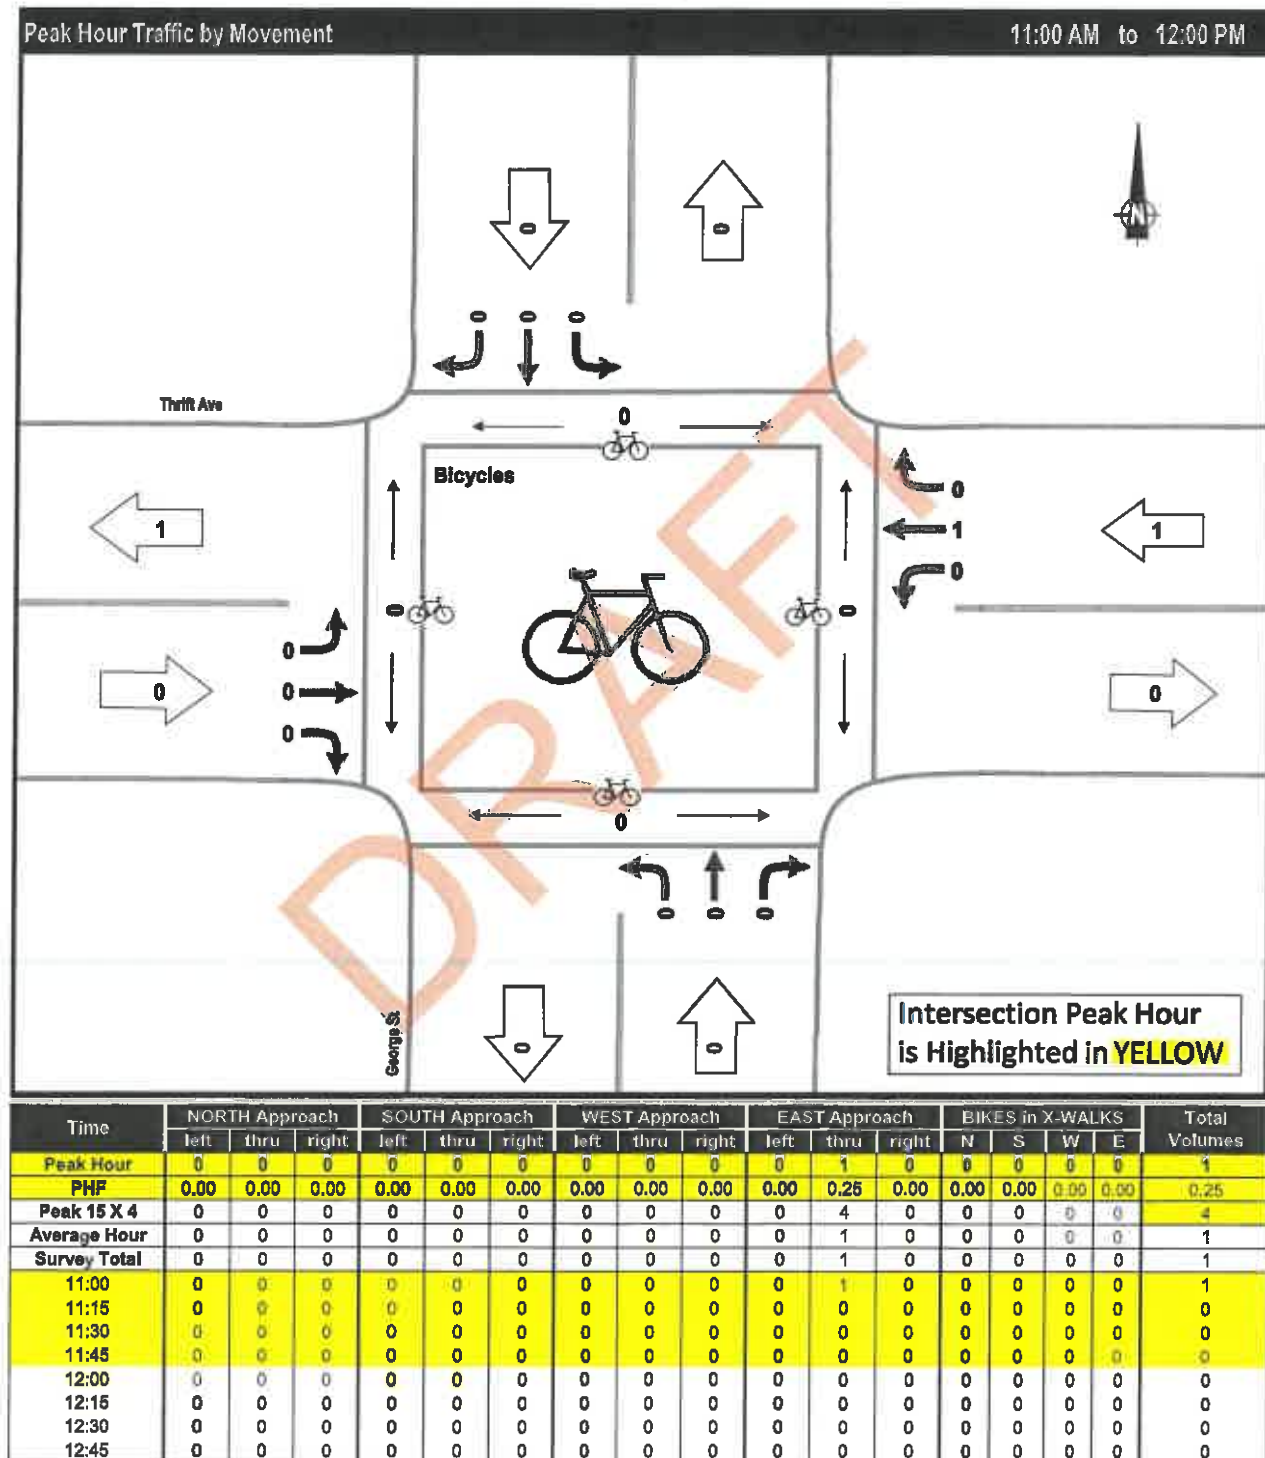 Peak Hour Traffic by Movement 11:00 AM to 12:00 PM
0 0
N
0 0 0
Thrift Ave
0
Bicycles
0
1 1 1
0
0 0
0
0 0 0
0
0
0 0 0
DRAFT
George St
0 0
Intersection Peak Hour
is Highlighted in YELLOW
Time NORTH Approach SOUTH Approach WEST Approach EAST Approach BIKES in X-WALKS Total
left thru right left thru right left thru right left thru right N S W E Volumes
Peak Hour 0 0 0 0 0 0 0 0 0 0 1 0 0 0 0 0 1
PHF 0.00 0.00 0.00 0.00 0.00 0.00 0.00 0.00 0.00 0.00 0.25 0.00 0.00 0.00 0.00 0.00 0.25
Peak 15 X 4 0 0 0 0 0 0 0 0 0 0 4 0 0 0 0 0 4
Average Hour 0 0 0 0 0 0 0 0 0 0 1 0 0 0 0 0 1
Survey Total 0 0 0 0 0 0 0 0 0 0 1 0 0 0 0 0 1
11:00 0 0 0 0 0 0 0 0 0 0 1 0 0 0 0 0 1
11:15 0 0 0 0 0 0 0 0 0 0 0 0 0 0 0 0 0
11:30 0 0 0 0 0 0 0 0 0 0 0 0 0 0 0 0 0
11:45 0 0 0 0 0 0 0 0 0 0 0 0 0 0 0 0 0
12:00 0 0 0 0 0 0 0 0 0 0 0 0 0 0 0 0 0
12:15 0 0 0 0 0 0 0 0 0 0 0 0 0 0 0 0 0
12:30 0 0 0 0 0 0 0 0 0 0 0 0 0 0 0 0 0
12:45 0 0 0 0 0 0 0 0 0 0 0 0 0 0 0 0 0